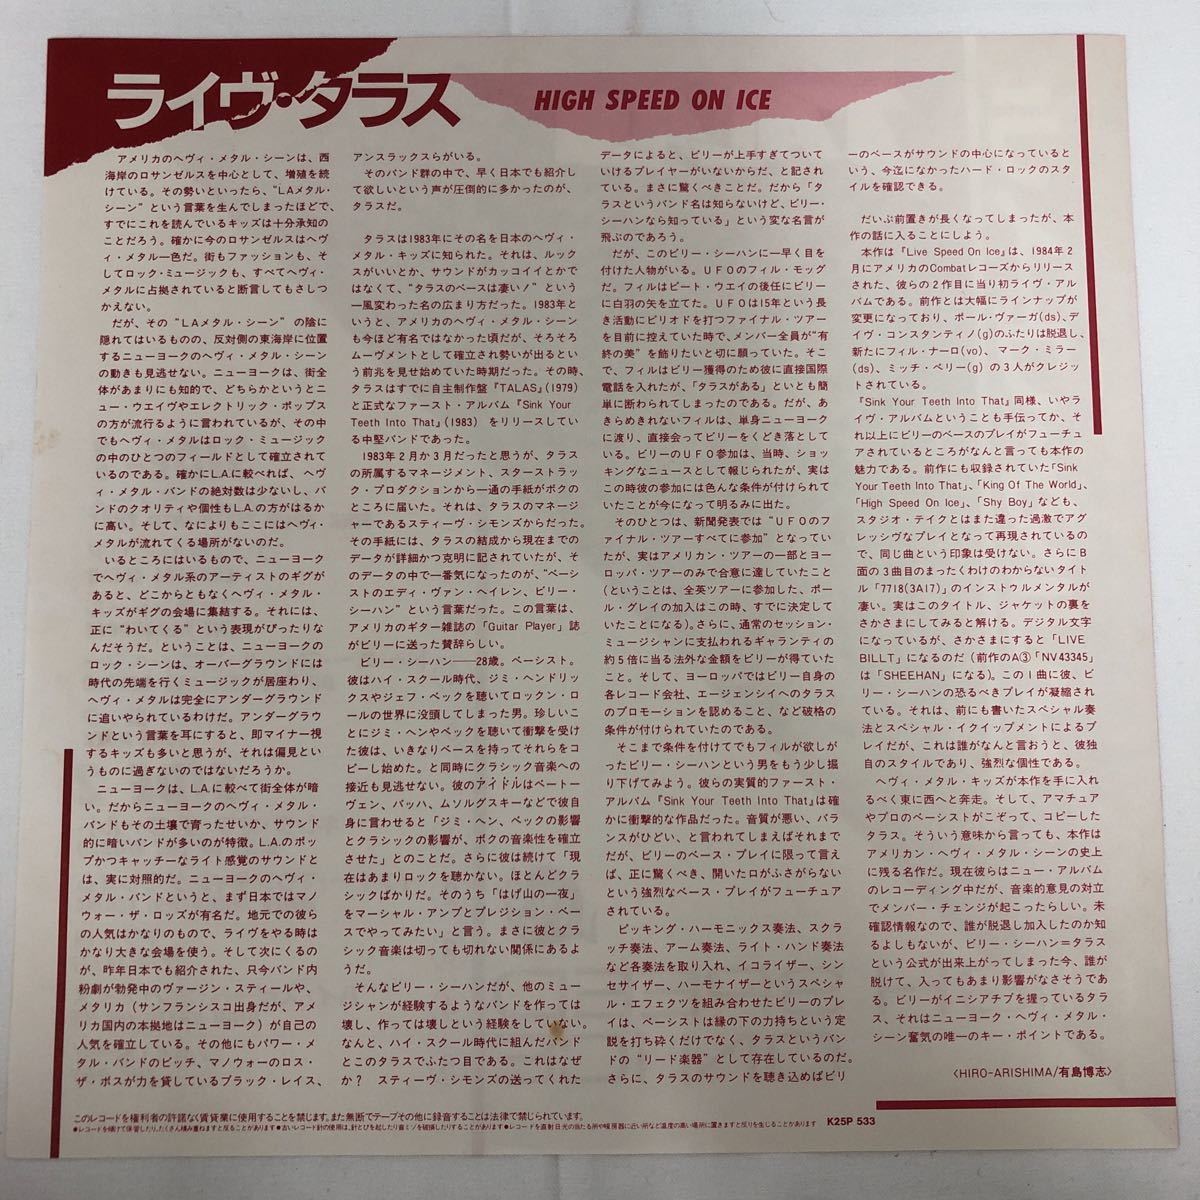 ライヴ・タラス
HIGH SPEED ON ICE
アメリカのヘヴィ・メタル・シーンは、西
海岸のロサンゼルスを中心として、増殖を続
けている。その勢いといったら、“LAメタル・
シーン”という言葉を生んでしまったほどで、
すでにこれを読んでいるキッズは十分承知の
ことだろう。確かに今のロサンゼルスはヘヴ
ィ・メタル一色だ。街もファッションも、そ
してロック・ミュージックも、すべてヘヴィ・
メタルに占拠されていると断言してもさしつ
かえない。
だが、その“LAメタル・シーン”の陰に
隠れてはいるものの、反対側の東海岸に位置
するニューヨークのヘヴィ・メタル・シーン
の動きも見逃せない。ニューヨークは、街全
体があまりにも知的で、どちらかというとニ
ュー・ウエイヴやエレクトリック・ポップス
の方が流行るように言われているが、その中
でもヘヴィ・メタルはロック・ミュージック
の中のひとつのフィールドとして確立されて
いるのである。確かにL.A.に較べれば、ヘヴ
ィ・メタル・バンドの絶対数は少ないし、バ
ンドのクオリティや個性もL.A.の方がはるか
に高い。そして、なによりもここにはヘヴィ・
メタルが流れてくる場所がないのだ。
いるところにはいるもので、ニューヨーク
でヘヴィ・メタル系のアーティストのギグが
あると、どこからともなくヘヴィ・メタル・
キッズがギグの会場に集結する。それには、
正に“わいてくる”という表現がぴったりな
んだそうだ。ということは、ニューヨークの
ロック・シーンは、オーバーグラウンドには
時代の先端を行くミュージックが居座わり、
ヘヴィ・メタルは完全にアンダーグラウンド
に追いやられているわけだ。アンダーグラウ
ンドという言葉を耳にすると、即マイナー視
するキッズも多いと思うが、それは偏見とい
うものに過ぎないのではないだろうか。
ニューヨークは、L.A.に較べて街全体が暗
い。だからニューヨークのヘヴィ・メタル・
バンドもその土壌で育ったせいか、サウンド
的に暗いバンドが多いのが特徴。L.A.のポッ
プかつキャッチーなライト感覚のサウンドと
は、実に対照的だ。ニューヨークのヘヴィ・
メタル・バンドというと、まず日本ではマノ
ウォー・ザ・ロッズが有名だ。地元での彼ら
の人気はかなりのもので、ライヴをやる時は
かなり大きな会場を使う。そして次にくるの
が、昨年日本でも紹介された、只今バンド内
粉劇が勃発中のヴァージン・スティールや、
メタリカ(サンフランシスコ出身だが、アメ
リカ国内の本拠地はニューヨーク)が自己の
人気を確立している。その他にもパワー・メ
タル・バンドのビッチ、マノウォーのロス・
ザ・ボスが力を貸しているブラック・レイス、
アンスラックスらがいる。
そのバンド群の中で、早く日本でも紹介し
て欲しいという声が圧倒的に多かったのが、
タラスだ。
タラスは1983年にその名を日本のヘヴィ・
メタル・キッズに知られた。それは、ルック
スがいいとか、サウンドがカッコイイとかで
はなくて、“タラスのベースは凄い!”という
一風変わった名の広まり方だった。1983年と
いうと、アメリカのヘヴィ・メタル・シーン
も今ほど有名ではなかった頃だが、そろそろ
ムーヴメントとして確立され勢いが出るとい
う前兆を見せ始めていた時期だった。その時、
タラスはすでに自主制作盤『TALAS』(1979)
と正式なファースト・アルバム『Sink Your
Teeth Into That』(1983)をリリースしてい
る中堅バンドであった。
1983年2月か3月だったと思うが、タラス
の所属するマネージメント、スターストラッ
ク・プロダクションから一通の手紙がボクの
ところに届いた。それは、タラスのマネージ
ャーであるスティーヴ・シモンズからだった。
その手紙には、タラスの結成から現在までの
データが詳細かつ克明に記されていたが、そ
のデータの中で一番気になったのが、“ベーシ
ストのエディ・ヴァン・ヘイレン、ビリー・
シーハン”という言葉だった。この言葉は、
アメリカのギター雑誌の「Guitar Player」誌
がビリーに送った賛辞らしい。
ビリー・シーハン——28歳。ベーシスト。
彼はハイ・スクール時代、ジミ・ヘンドリッ
クスやジェフ・ベックを聴いてロックン・ロ
ールの世界に没頭してしまった男。珍しいこ
とにジミ・ヘンやベックを聴いて衝撃を受け
た彼は、いきなりベースを持ってそれらをコ
ピーし始めた。と同時にクラシック音楽への
接近も見逃せない。彼のアイドルはベートー
ヴェン、バッハ、ムソルグスキーなどで彼自
身に言わせると「ジミ・ヘン、ベックの影響
とクラシックの影響が、ボクの音楽性を確立
させた」とのことだ。さらに彼は続けて「現
在はあまりロックを聴かない。ほとんどクラ
シックばかりだ。そのうち「はげ山の一夜」
をマーシャル・アンプとプレジション・ベー
スでやってみたい」と言う。まさに彼とクラ
シック音楽は切っても切れない関係にあるよ
うだ。
そんなビリー・シーハンだが、他のミュー
ジシャンが経験するようなバンドを作っては
壊し、作っては壊しという経験をしていない。
なんと、ハイ・スクール時代に組んだバンド
とこのタラスでふたつ目である。これはなぜ
か? スティーヴ・シモンズの送ってくれた
データによると、ビリーが上手すぎてついて
いけるプレイヤーがいないからだ、と記され
ている。まさに驚くべきことだ。だから「タ
ラスというバンド名は知らないけど、ビリー・
シーハンなら知っている」という変な名言が
飛ぶのであろう。
だが、このビリー・シーハンに一早く目を
付けた人物がいる。UFOのフィル・モッグ
だ。フィルはピート・ウェイの後任にビリー
に白羽の矢を立てた。UFOは15年という長
き活動にピリオドを打つファイナル・ツアー
を目前に控えていた時で、メンバー全員が“有
終の美”を飾りたいと切に願っていた。そこ
で、フィルはビリー獲得のため彼に直接国際
電話を入れたが、「タラスがある」といとも簡
単に断わられてしまったのである。だが、あ
きらめきれないフィルは、単身ニューヨーク
に渡り、直接会ってビリーをくどき落として
いる。ビリーのUFO参加は、当時、ショッ
キングなニュースとして報じられたが、実は
この時彼の参加には色んな条件が付けられて
いたことが今になって明るみに出た。
そのひとつは、新聞発表では“UFOのフ
ァイナル・ツアーすべてに参加”となってい
たが、実はアメリカン・ツアーの一部とヨー
ロッパ・ツアーのみで合意に達していたこと
(ということは、全英ツアーに参加した、ポー
ル・グレイの加入はこの時、すでに決定して
いたことになる)。さらに、通常のセッション・
ミュージシャンに支払われるギャランティの
約5倍に当る法外な金額をビリーが得ていた
こと。そして、ヨーロッパではビリー自身の
各レコード会社、エージェンシイへのタラス
のプロモーションを認めること、など破格の
条件が付けられていたのである。
そこまで条件を付けてでもフィルが欲しが
ったビリー・シーハンという男をもう少し掘
り下げてみよう。彼らの実質的ファースト・
アルバム『Sink Your Teeth Into That』は確
かに衝撃的な作品だった。音質が悪い、バラ
ンスがひどい、と言われてしまえばそれまで
だが、ビリーのベース・プレイに限って言え
ば、正に驚くべき、開いた口がふさがらない
という強烈なベース・プレイがフューチュア
されている。
ピッキング・ハーモニックス奏法、スクラ
ッチ奏法、アーム奏法、ライト・ハンド奏法
など各奏法を取り入れ、イコライザー、シン
セサイザー、ハーモナイザーというスペシャ
ル・エフェクツを組み合わせたビリーのプレ
イは、ベーシストは縁の下の力持ちという定
説を打ち砕くだけでなく、タラスというバン
ドの“リード楽器”として存在しているのだ。
さらに、タラスのサウンドを聴き込めばビリ
ーのベースがサウンドの中心になっていると
いう、今迄になかったハード・ロックのスタ
イルを確認できる。
だいぶ前置きが長くなってしまったが、本
作の話に入ることにしよう。
本作は『Live Speed On Ice』は、1984年2
月にアメリカのCombatレコーズからリリース
された、彼らの2作目に当り初ライヴ・アル
バムである。前作とは大幅にラインナップが
変更になっており、ポール・ヴァーガ(ds)、デ
イヴ・コンスタンティノ(g)のふたりは脱退し、
新たにフィル・ナーロ(vo)、マーク・ミラー
(ds)、ミッチ・ペリー(g)の3人がクレジッ
トされている。
『Sink Your Teeth Into That』同様、いやラ
イヴ・アルバムということも手伝ってか、そ
れ以上にビリーのベースのプレイがフューチュ
アされているところがなんと言っても本作の
魅力である。前作にも収録されていた「Sink
Your Teeth Into That」、「King Of The World」、
「High Speed On Ice」、「Shy Boy」なども、
スタジオ・テイクとはまた違った過激でアグ
レッシヴなプレイとなって再現されているの
で、同じ曲という印象は受けない。さらにB
面の3曲目のまったくわけのわからないタイト
ル「7718(3A17)」のインストゥルメンタルが
凄い。実はこのタイトル、ジャケットの裏を
さかさまにしてみると解ける。デジタル文字
になっているが、さかさまにすると「LIVE
BILLT」になるのだ(前作のA③「NV43345」
は「SHEEHAN」になる)。この1曲に彼、ビ
リー・シーハンの恐るべきプレイが凝縮され
ている。それは、前にも書いたスペシャル奏
法とスペシャル・イクイップメントによるプ
レイだが、これは誰がなんと言おうと、彼独
自のスタイルであり、強烈な個性である。
ヘヴィ・メタル・キッズが本作を手に入れ
るべく東に西へと奔走。そして、アマチュア
やプロのベーシストがこぞって、コピーした
タラス。そういう意味から言っても、本作は
アメリカン・ヘヴィ・メタル・シーンの史上
に残る名作だ。現在彼らはニュー・アルバム
のレコーディング中だが、音楽的意見の対立
でメンバー・チェンジが起こったらしい。未
確認情報なので、誰が脱退し加入したのか知
るよしもないが、ビリー・シーハン=タラス
という公式が出来上がってしまった今、誰が
脱けて、入ってもあまり影響がなさそうであ
る。ビリーがイニシアチブを握っているタラ
ス、それはニューヨーク・ヘヴィ・メタル・
シーン奮気の唯一のキー・ポイントである。
〈HIRO-ARISHIMA/有島博志〉
このレコードを権利者の許諾なく賃貸業に使用することを禁じます。また無断でテープその他に録音することは法律で禁じられています。
●レコードを傾けて保管したり、たくさん積み重ねますと反ることがあります●古いレコード針の使用は、針とびを起したり音ミゾを破損したりすることがあります●レコードを直射日光の当たる所や暖房器に近い所など温度の高い場所に置きますと反りを生じることがあります
K25P 533